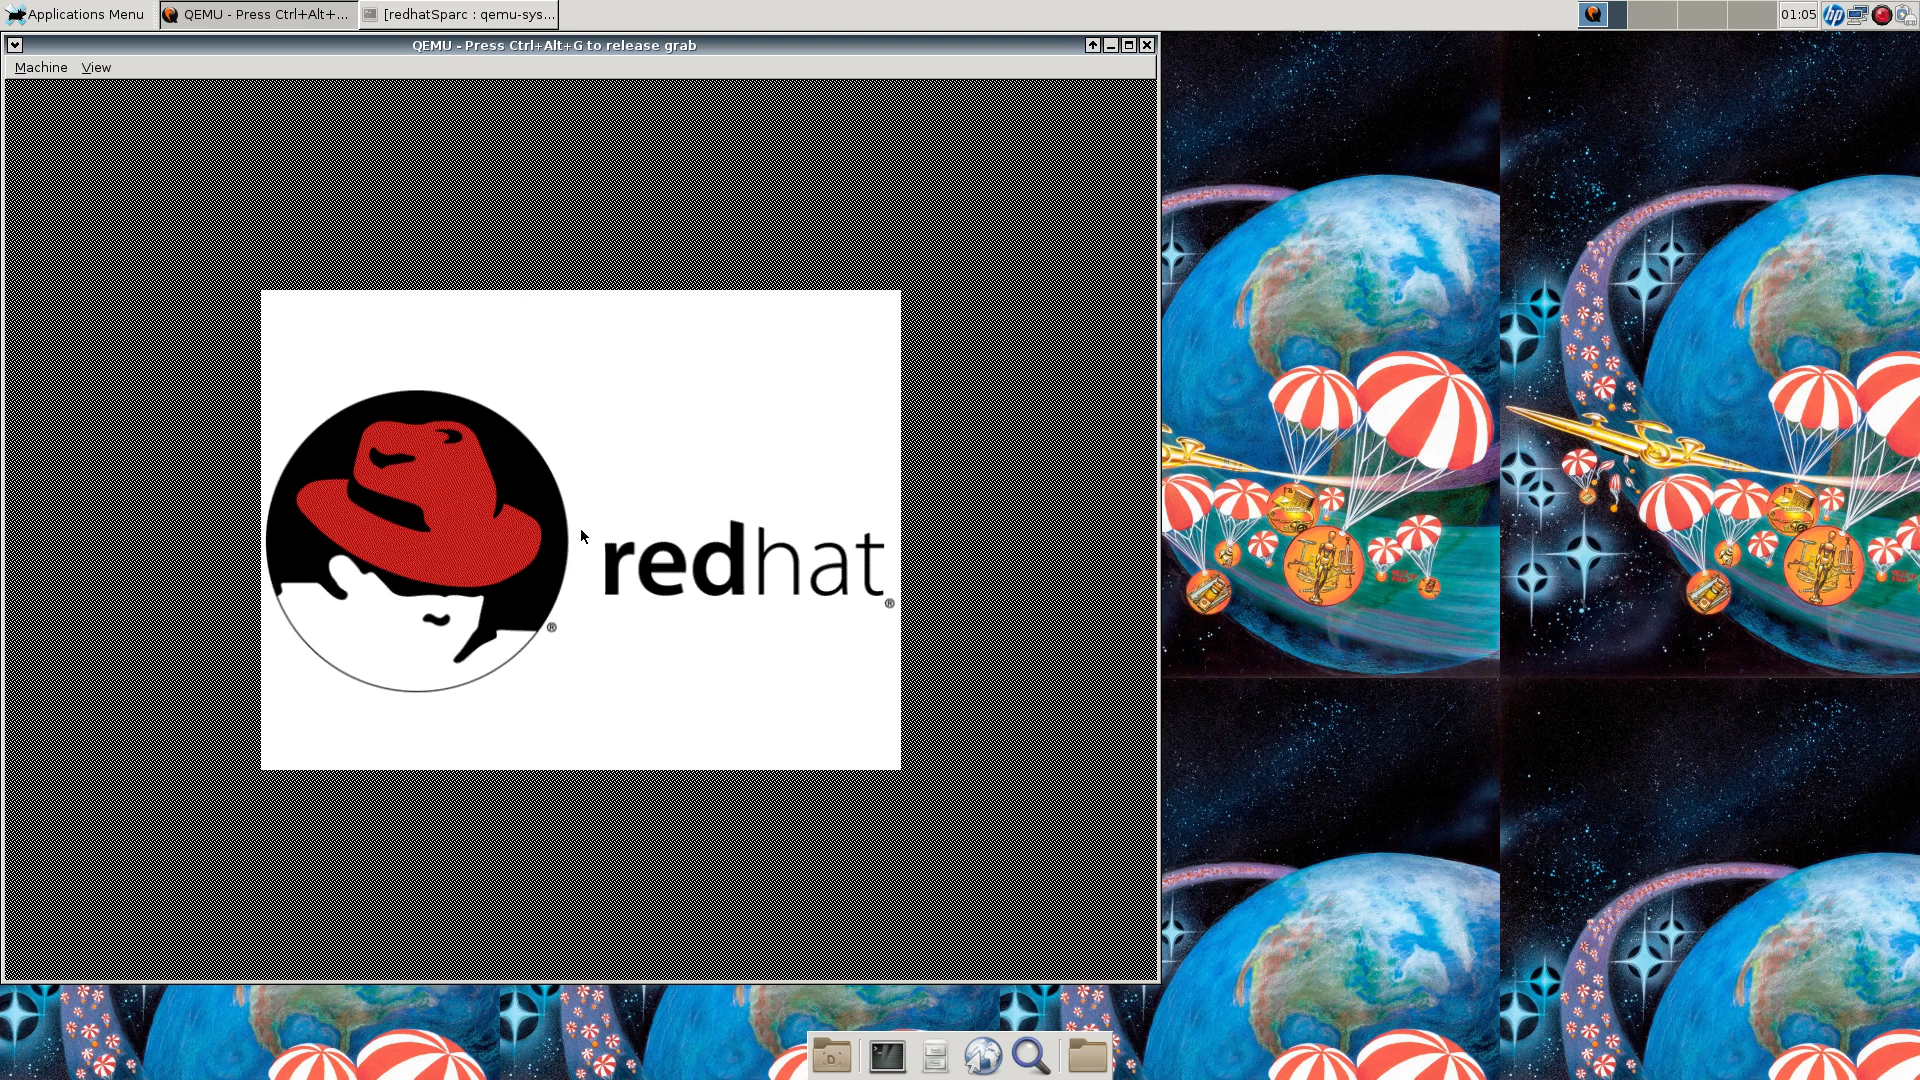 Applications Menu
QEMU - Press Ctrl+Alt+...
[redhatSparc : qemu-sys...
01:05
hp
QEMU - Press Ctrl+Alt+G to release grab
Machine
View
redhat®
®